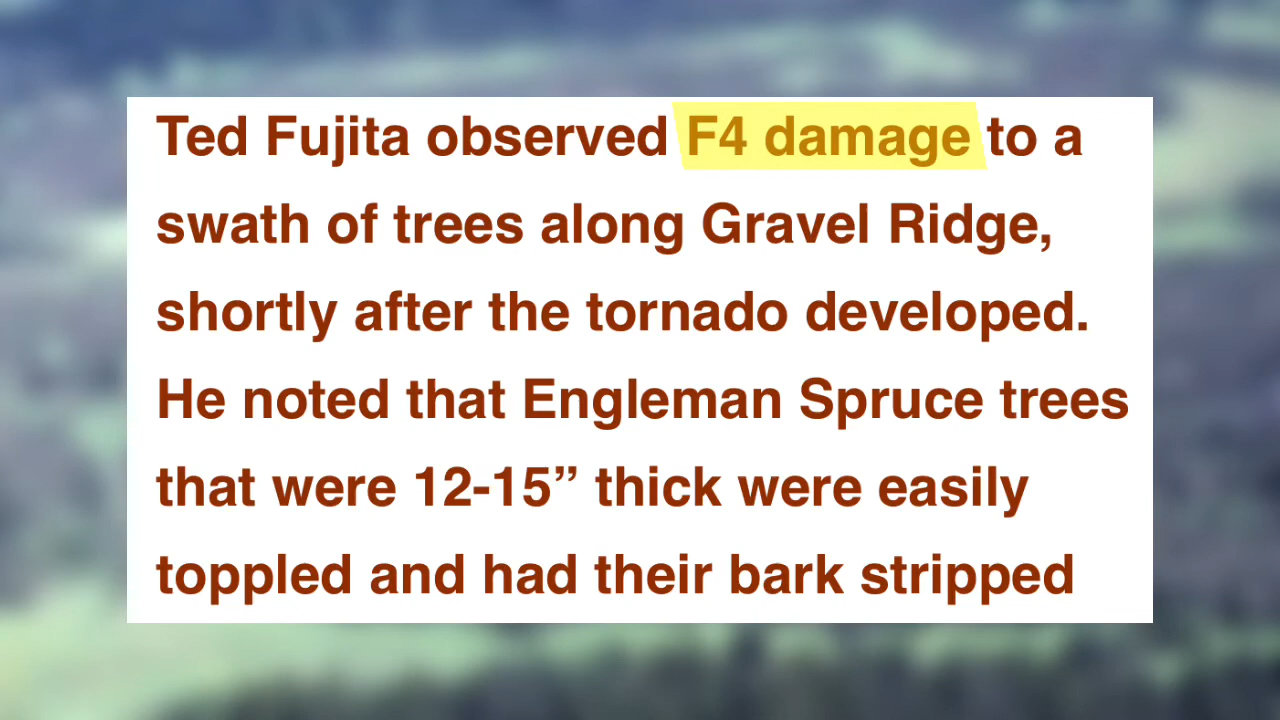 Ted Fujita observed F4 damage to a
swath of trees along Gravel Ridge,
shortly after the tornado developed.
He noted that Engleman Spruce trees
that were 12-15” thick were easily
toppled and had their bark stripped